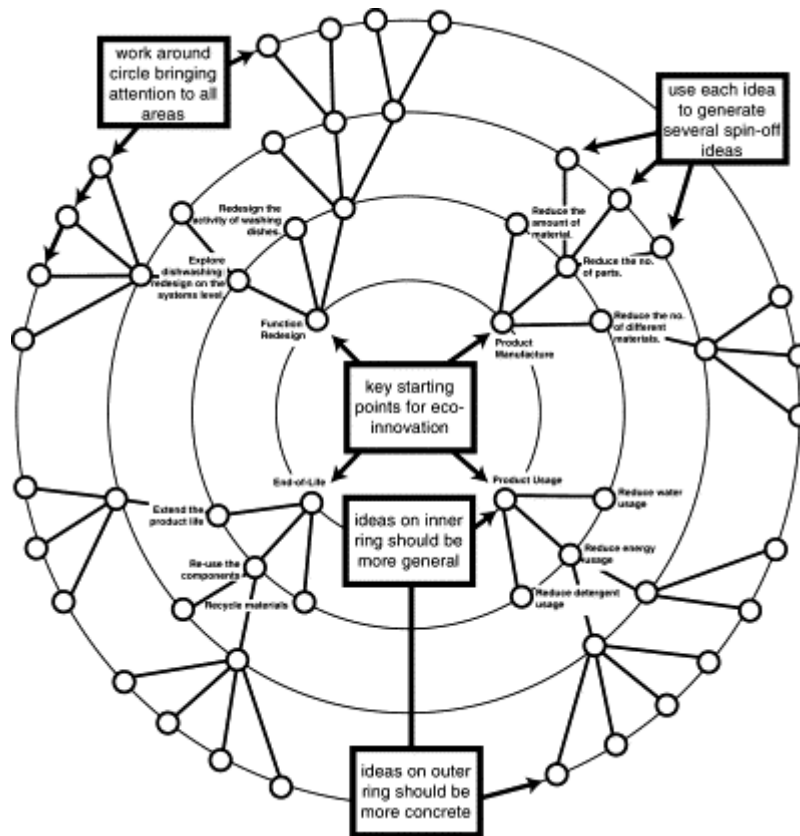 work around
circle bringing
attention to all
areas
use each idea
to generate
several spin-off
ideas
Redesign the
activity of washing
dishes.
Reduce the
amount of
material.
Explore
dishwashing:
redesign on the
systems level.
Reduce the no.
of parts.
Function
Redesign
Product
Manufacture
Reduce the no.
of different
materials.
key starting
points for eco-
innovation
End-of-Life
Product Usage
Extend the
product life
ideas on inner
ring should be
more general
Reduce water
usage
Re-use the
components
Reduce energy
usage
Recycle materials
Reduce detergent
usage
ideas on outer
ring should be
more concrete